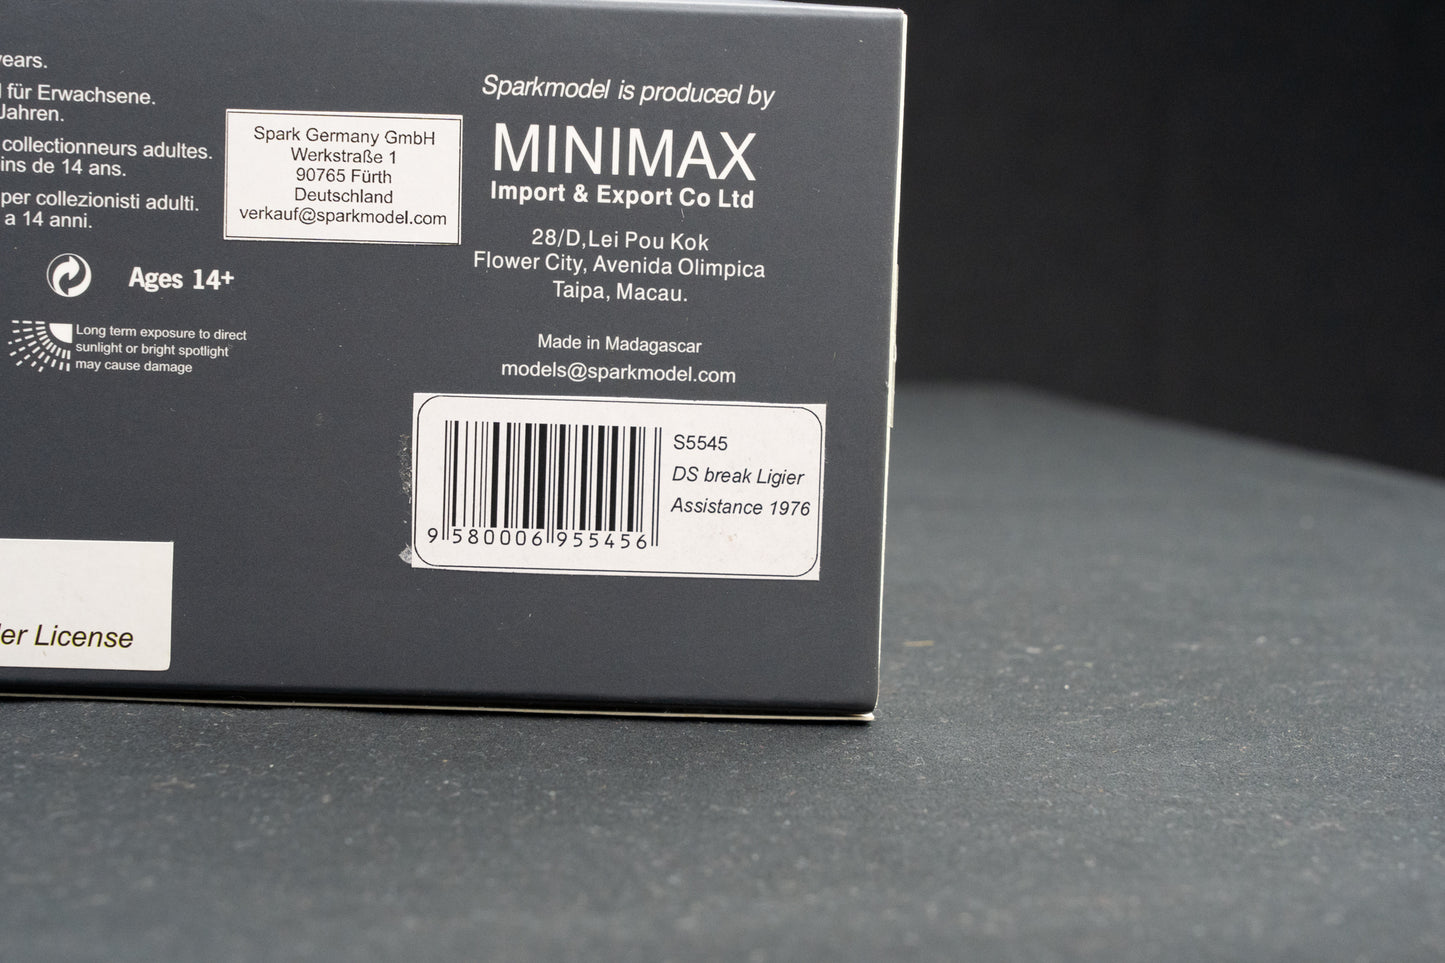 years.
für Erwachsene.
Jahren.
collectionneurs adultes.
ins de 14 ans.
per collezionisti adulti.
a 14 anni.
Ages 14+
Long term exposure to direct
sunlight or bright spotlight
may cause damage
Spark Germany GmbH
Werkstraße 1
90765 Fürth
Deutschland
verkauf@sparkmodel.com
Sparkmodel is produced by
MINIMAX
Import & Export Co Ltd
28/D,Lei Pou Kok
Flower City, Avenida Olimpica
Taipa, Macau.
Made in Madagascar
models@sparkmodel.com
S5545
DS break Ligier
Assistance 1976
9 580006 955456
License